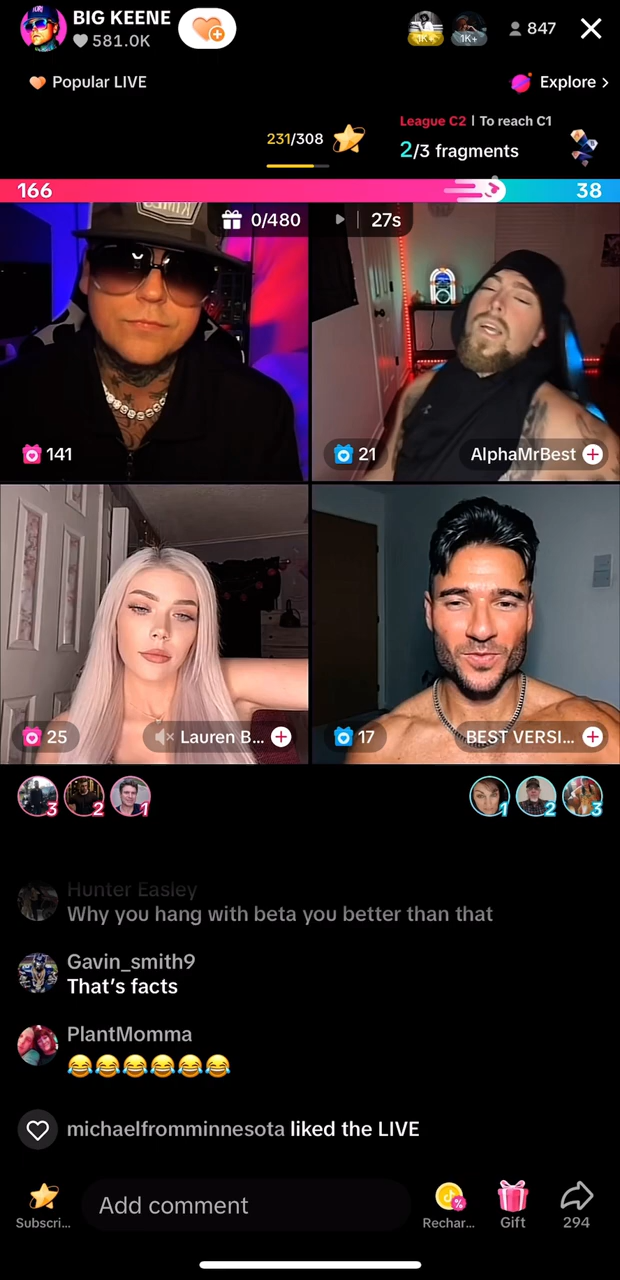 BIG KEENE
581.0K
1K+
1K+
847
Popular LIVE
Explore >
231/308
League C2 | To reach C1
2/3 fragments
166
38
0/480
27s
141
21
AlphaMrBest
25
Lauren B...
17
BEST VERSI...
3
2
1
1
2
3
Hunter Easley
Why you hang with beta you better than that
Gavin_smith9
That's facts
PlantMomma
😂😂😂😂😂😂
michaelfromminnesota liked the LIVE
Subscri...
Add comment
Rechar...
Gift
294